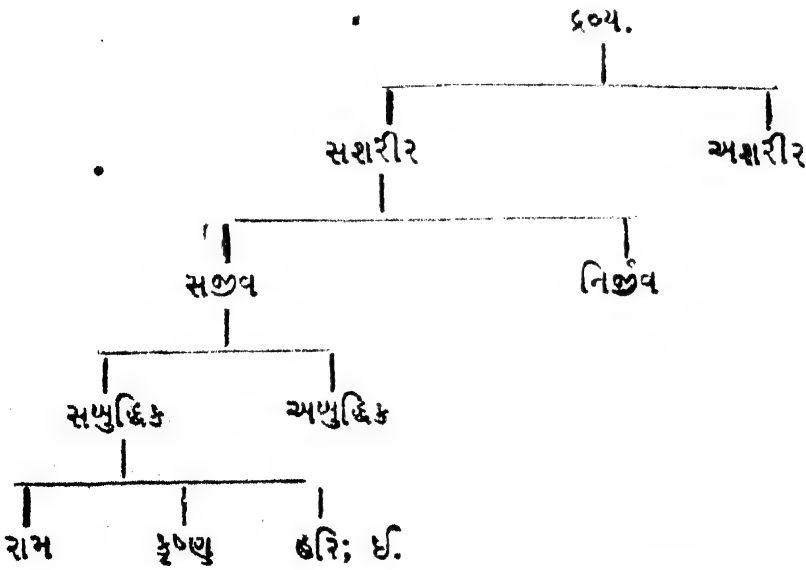 દ્રવ્ય.
સશરીર અશરીર
સજીવ નિર્જીવ
સબુદ્ધિક અબુદ્ધિક
રામ કૃષ્ણ હરિ; ઈ.